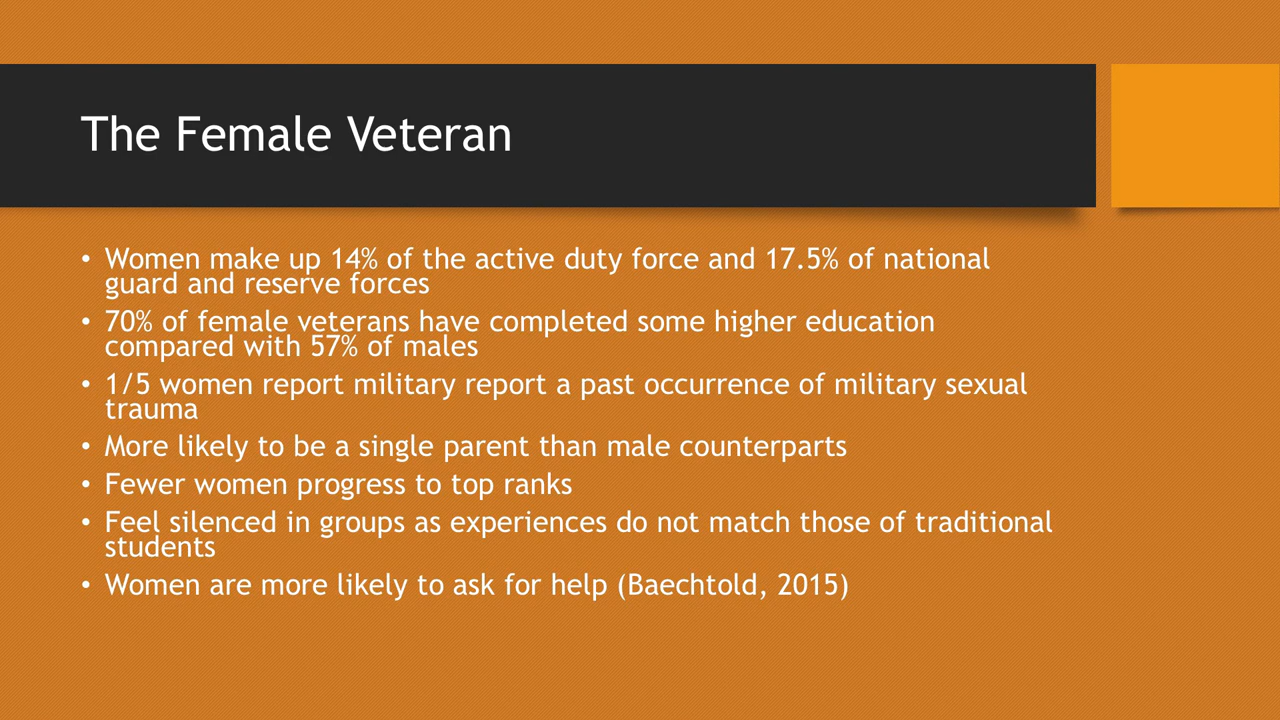 The Female Veteran
• Women make up 14% of the active duty force and 17.5% of national
guard and reserve forces
• 70% of female veterans have completed some higher education
compared with 57% of males
• 1/5 women report military report a past occurrence of military sexual
trauma
• More likely to be a single parent than male counterparts
• Fewer women progress to top ranks
• Feel silenced in groups as experiences do not match those of traditional
students
• Women are more likely to ask for help (Baechtold, 2015)